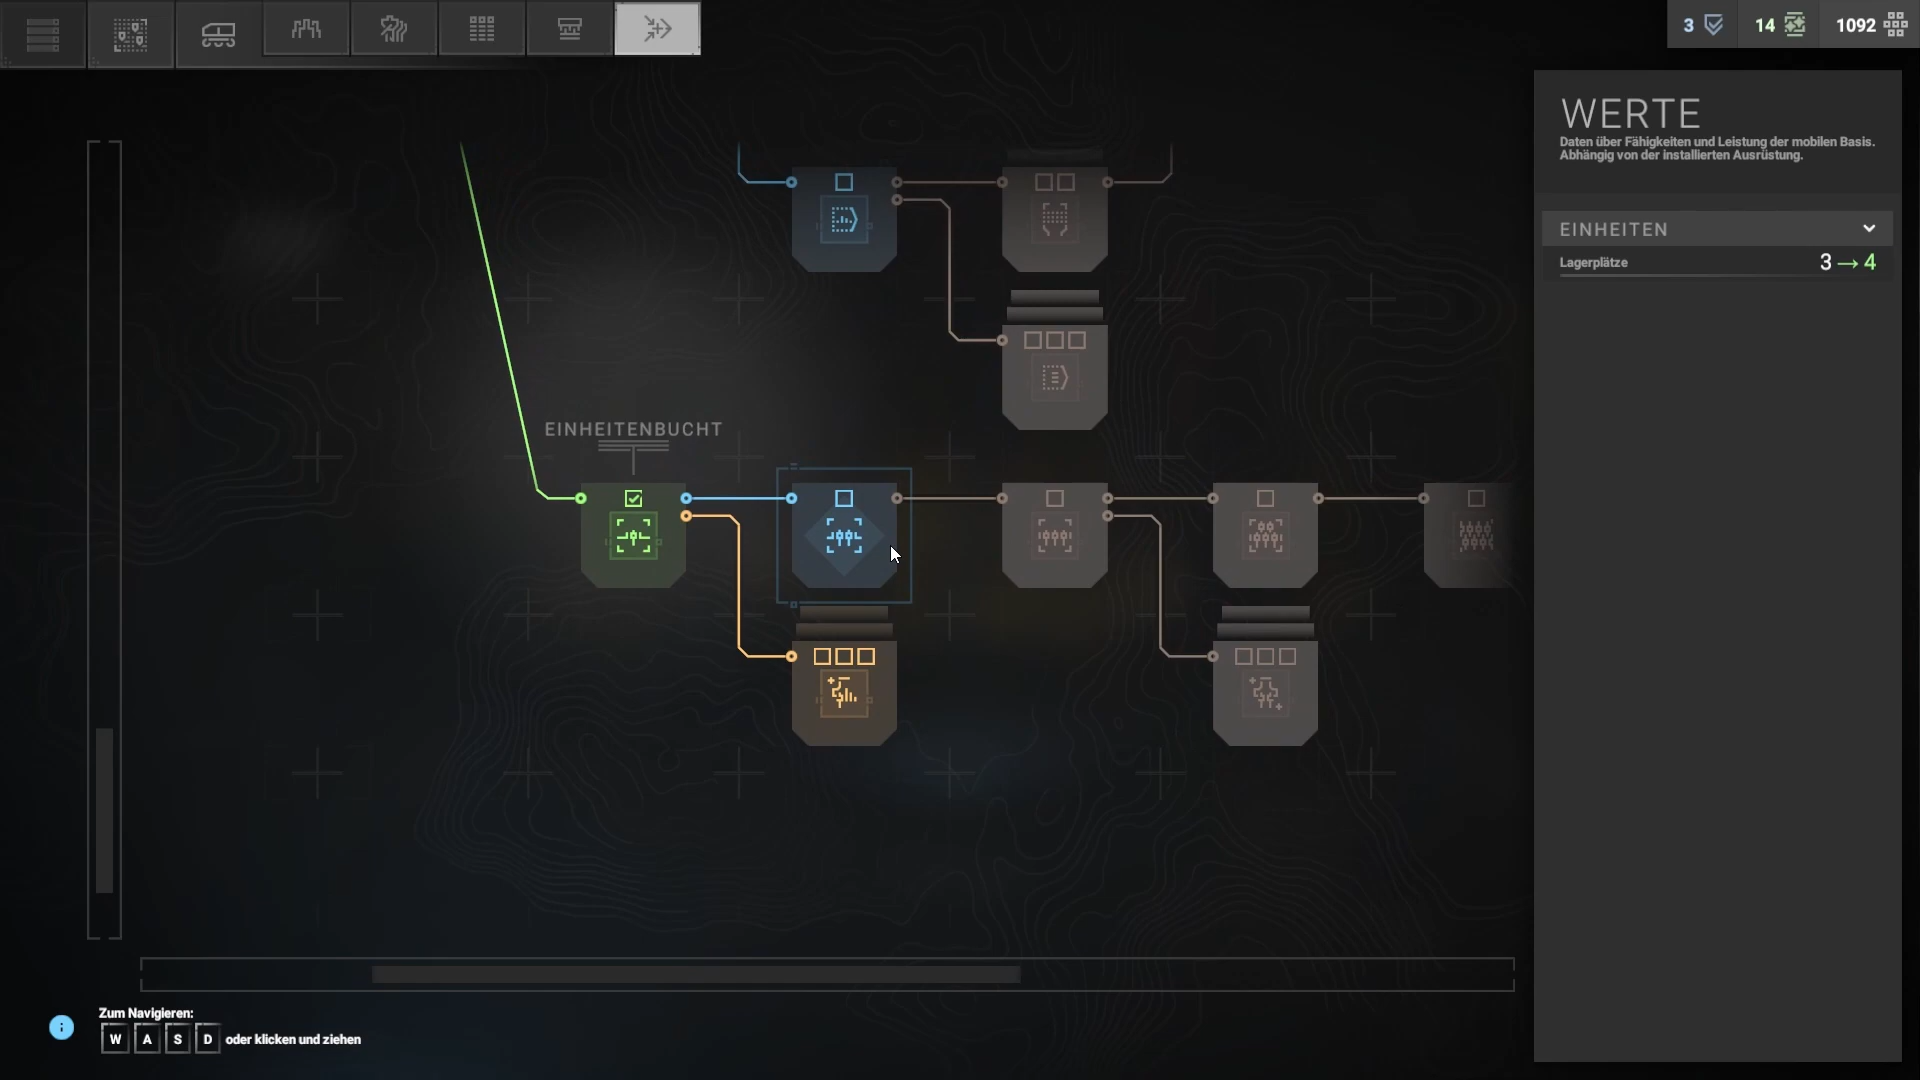 3
14
1092
WERTE
Daten über Fähigkeiten und Leistung der mobilen Basis.
Abhängig von der installierten Ausrüstung.
EINHEITEN
Lagerplätze 3 → 4
EINHEITENBUCHT
Zum Navigieren:
W A S D oder klicken und ziehen